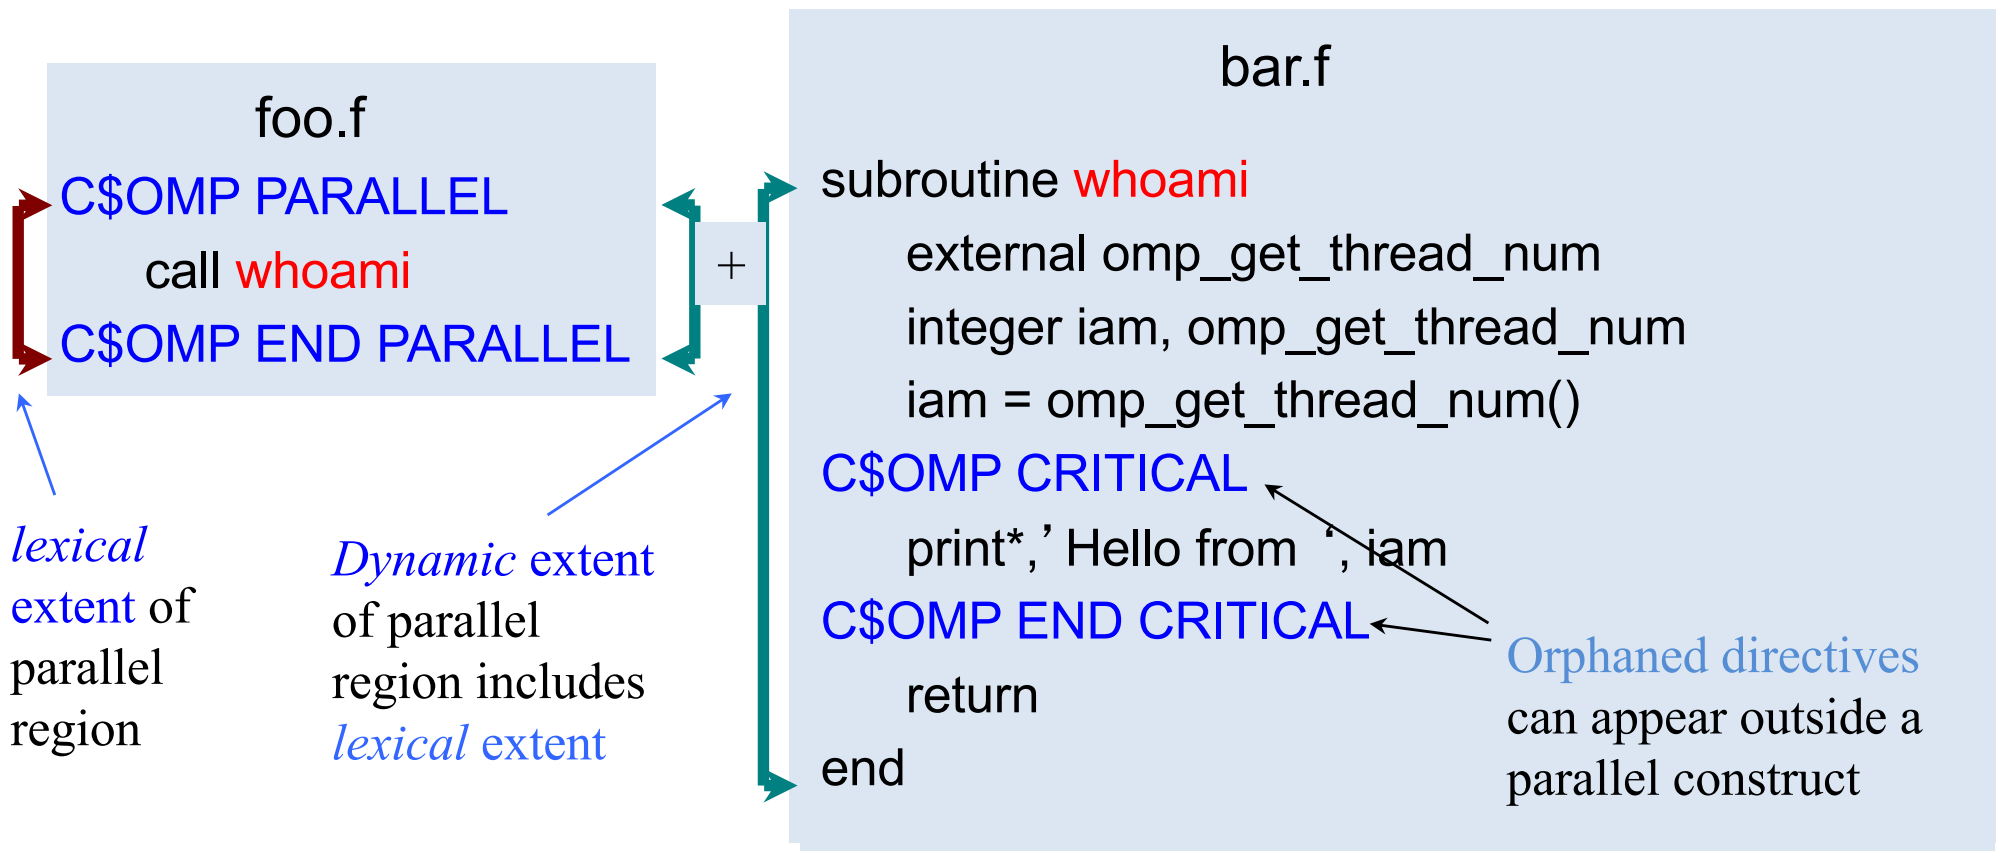 foo.f
C$OMP PARALLEL
call whoami
C$OMP END PARALLEL
+
lexical
extent of
parallel
region
Dynamic extent
of parallel
region includes
lexical extent
bar.f
subroutine whoami
external omp_get_thread_num
integer iam, omp_get_thread_num
iam = omp_get_thread_num()
C$OMP CRITICAL
print*,’ Hello from ‘, iam
C$OMP END CRITICAL
return
end
Orphaned directives
can appear outside a
parallel construct